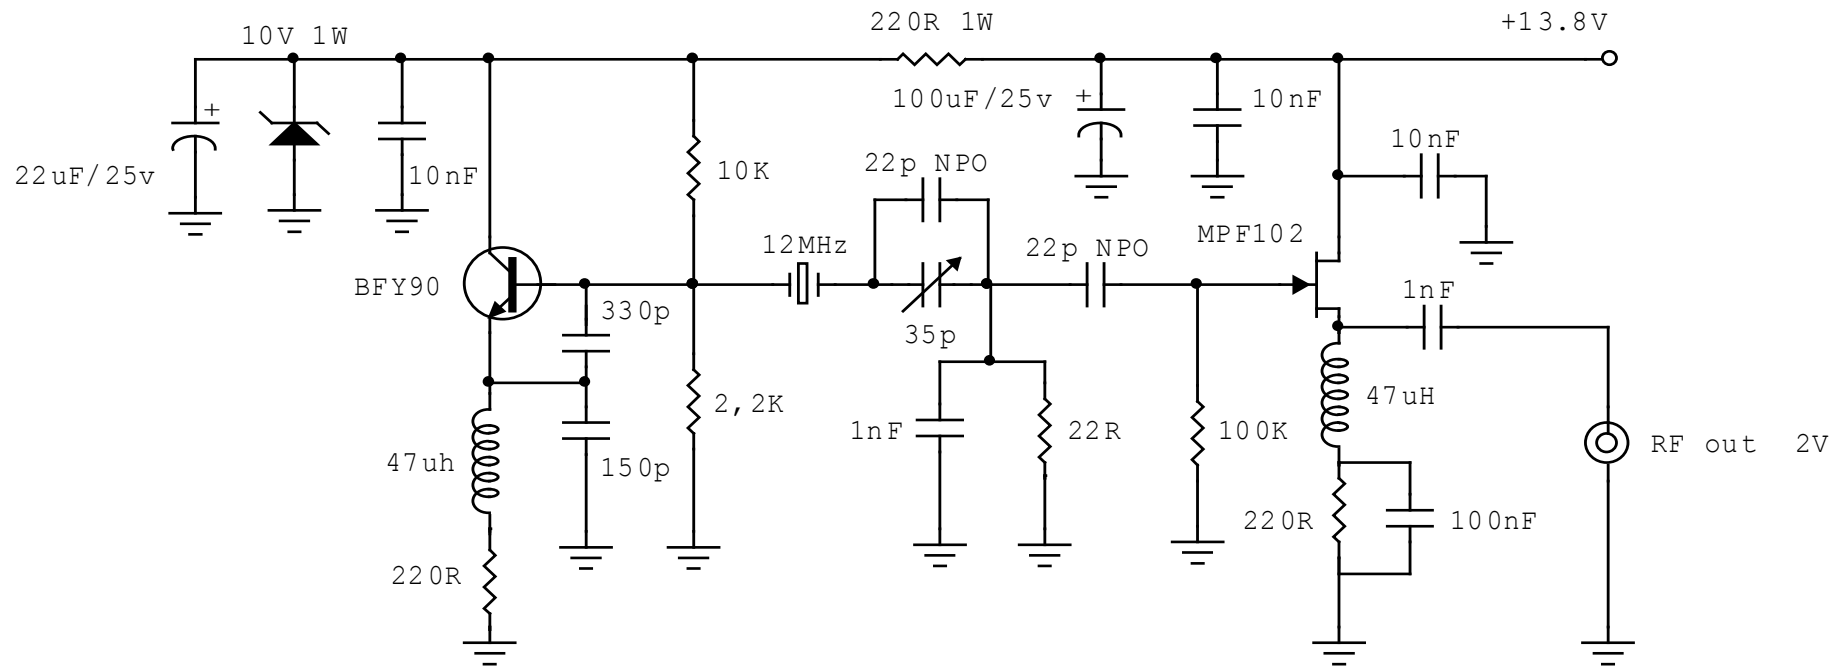 10V 1W
220R 1W
+13.8V
+
22uF/25v
10nF
10K
100uF/25v
+
10nF
10nF
22p NPO
12MHz
22p NPO
MPF102
BFY90
330p
35p
1nF
2,2K
47uH
1nF
22R
100K
RF out 2V
47uh
150p
220R
100nF
220R